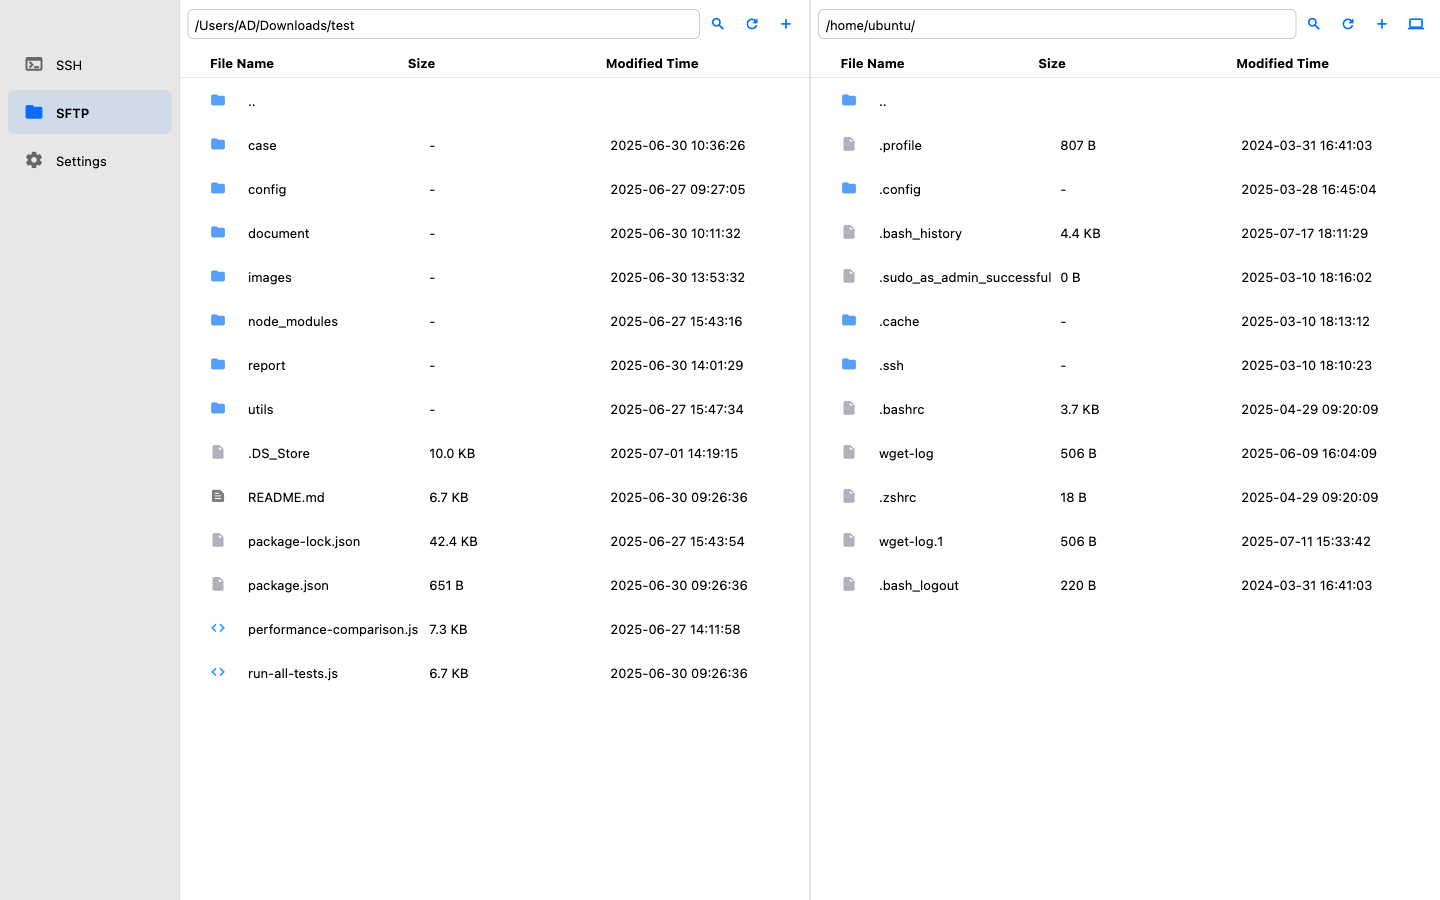 SSH
SFTP
Settings
/Users/AD/Downloads/test
File Name Size Modified Time
..
case - 2025-06-30 10:36:26
config - 2025-06-27 09:27:05
document - 2025-06-30 10:11:32
images - 2025-06-30 13:53:32
node_modules - 2025-06-27 15:43:16
report - 2025-06-30 14:01:29
utils - 2025-06-27 15:47:34
.DS_Store 10.0 KB 2025-07-01 14:19:15
README.md 6.7 KB 2025-06-30 09:26:36
package-lock.json 42.4 KB 2025-06-27 15:43:54
package.json 651 B 2025-06-30 09:26:36
performance-comparison.js 7.3 KB 2025-06-27 14:11:58
run-all-tests.js 6.7 KB 2025-06-30 09:26:36
/home/ubuntu/
File Name Size Modified Time
..
.profile 807 B 2024-03-31 16:41:03
.config - 2025-03-28 16:45:04
.bash_history 4.4 KB 2025-07-17 18:11:29
.sudo_as_admin_successful 0 B 2025-03-10 18:16:02
.cache - 2025-03-10 18:13:12
.ssh - 2025-03-10 18:10:23
.bashrc 3.7 KB 2025-04-29 09:20:09
wget-log 506 B 2025-06-09 16:04:09
.zshrc 18 B 2025-04-29 09:20:09
wget-log.1 506 B 2025-07-11 15:33:42
.bash_logout 220 B 2024-03-31 16:41:03